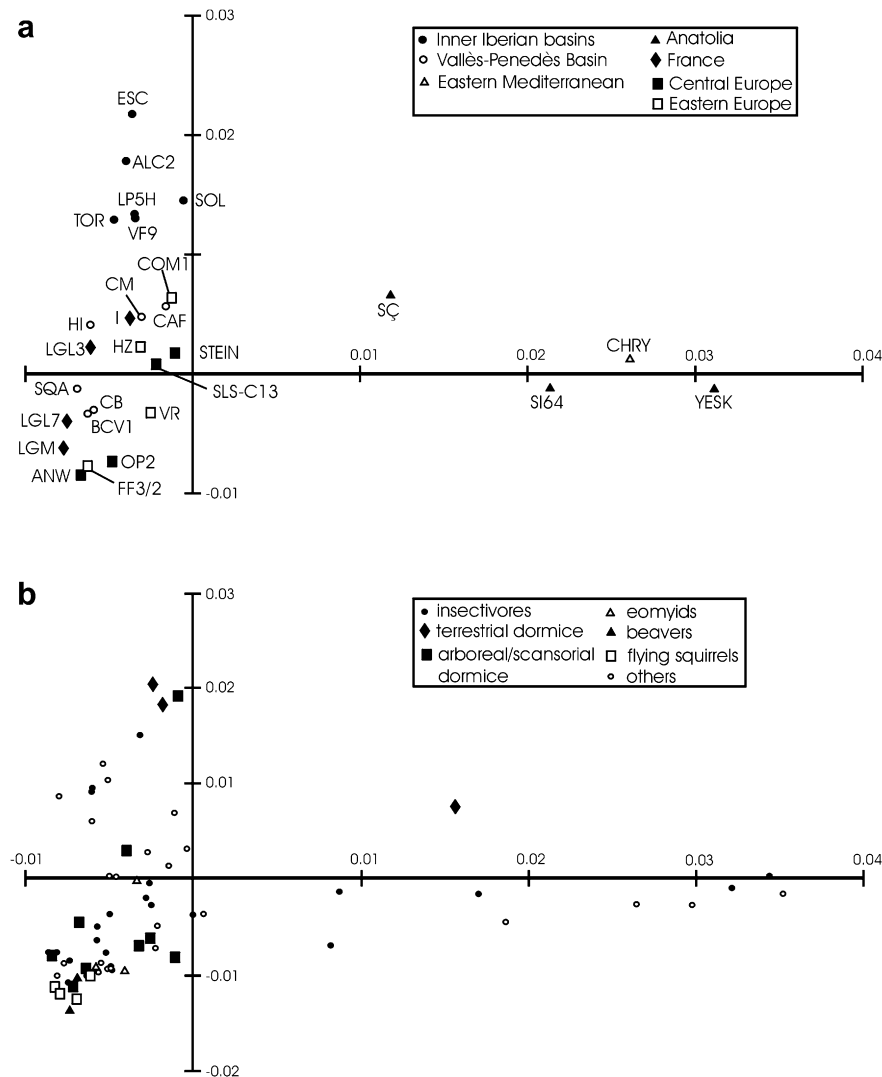 a
0.03
Inner Iberian basins
Anatolia
Vallès-Penedès Basin
France
Eastern Mediterranean
Central Europe
Eastern Europe
ESC
0.02
ALC2
LP5H
SOL
TOR
VF9
COM1
CM
SÇ
I
CAF
HI
LGL3
HZ
STEIN
CHRY
0.01
0.02
0.03
0.04
SQA
SLS-C13
CB
SI64
YESK
LGL7
BCV1
VR
LGM
OP2
ANW
FF3/2
-0.01
b
0.03
insectivores
eomyids
terrestrial dormice
beavers
arboreal/scansorial
flying squirrels
dormice
others
0.02
0.01
-0.01
0.01
0.02
0.03
0.04
-0.01
-0.02